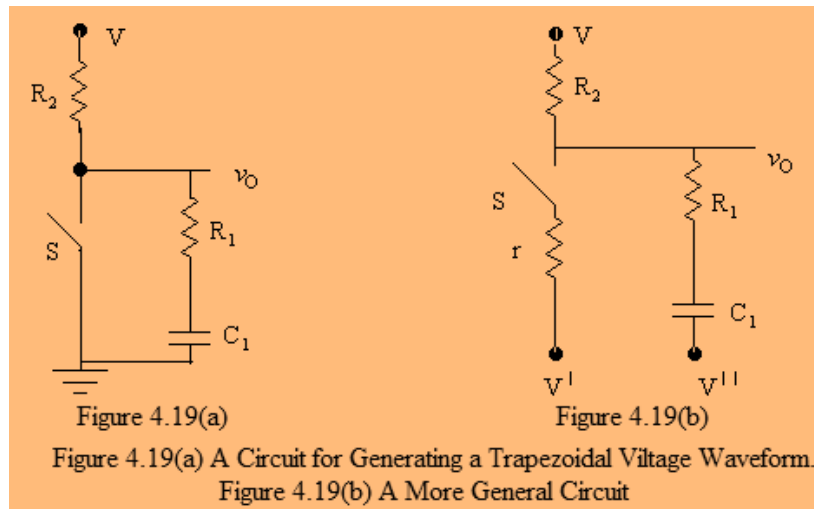 V
R2
vO
S
R1
C1
Figure 4.19(a)
V
R2
vO
S
R1
r
C1
V|
V||
Figure 4.19(b)
Figure 4.19(a) A Circuit for Generating a Trapezoidal Viltage Waveform.
Figure 4.19(b) A More General Circuit